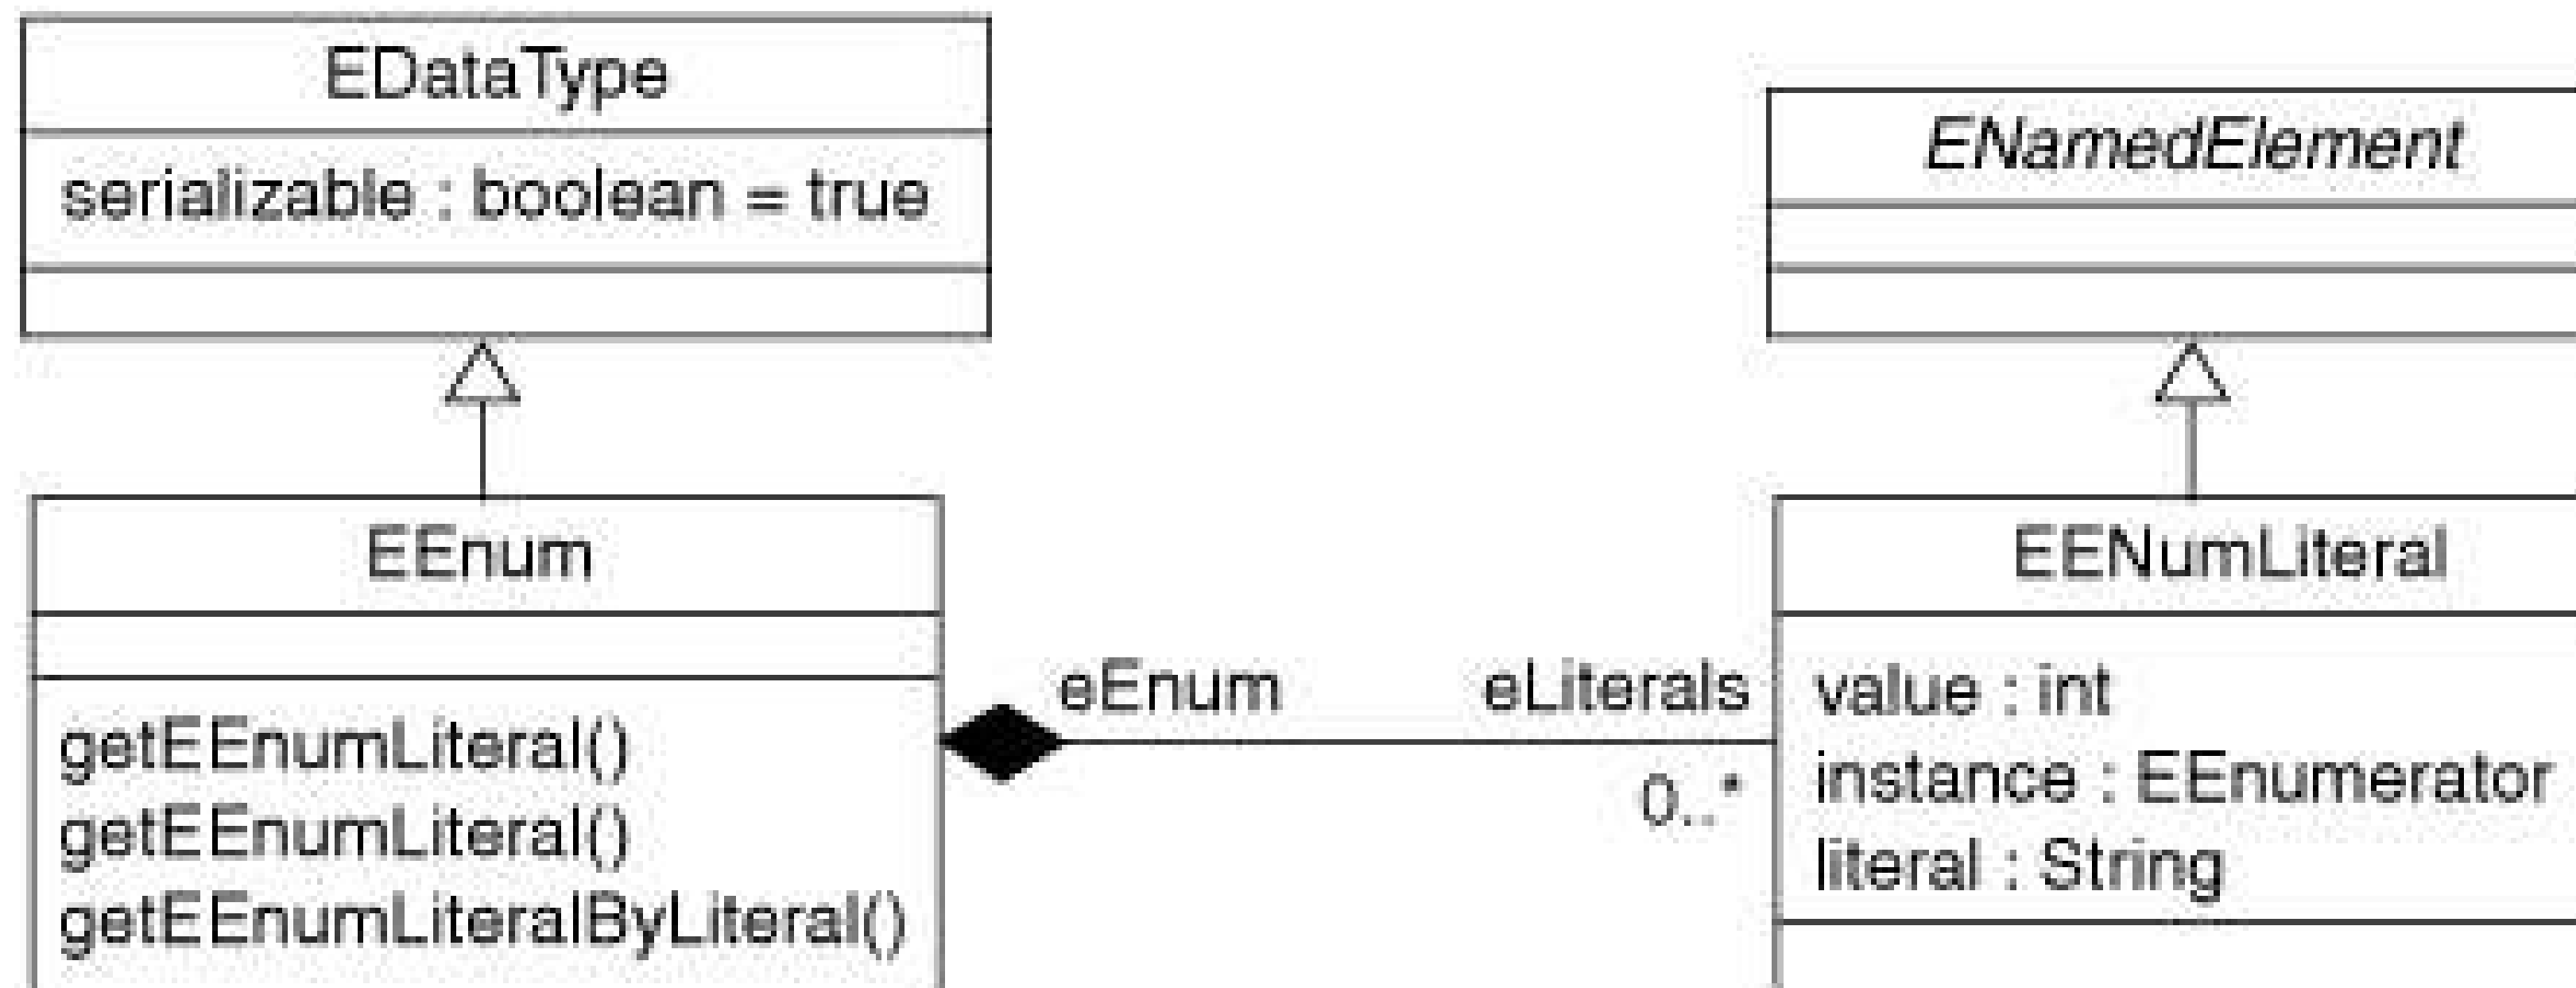 EDataType
serializable : boolean = true
ENamedElement
EEnum
getEEnumLiteral()
getEEnumLiteral()
getEEnumLiteralByLiteral()
eEnum
eLiterals
0..*
EENumLiteral
value : int
instance : EEnumerator
literal : String